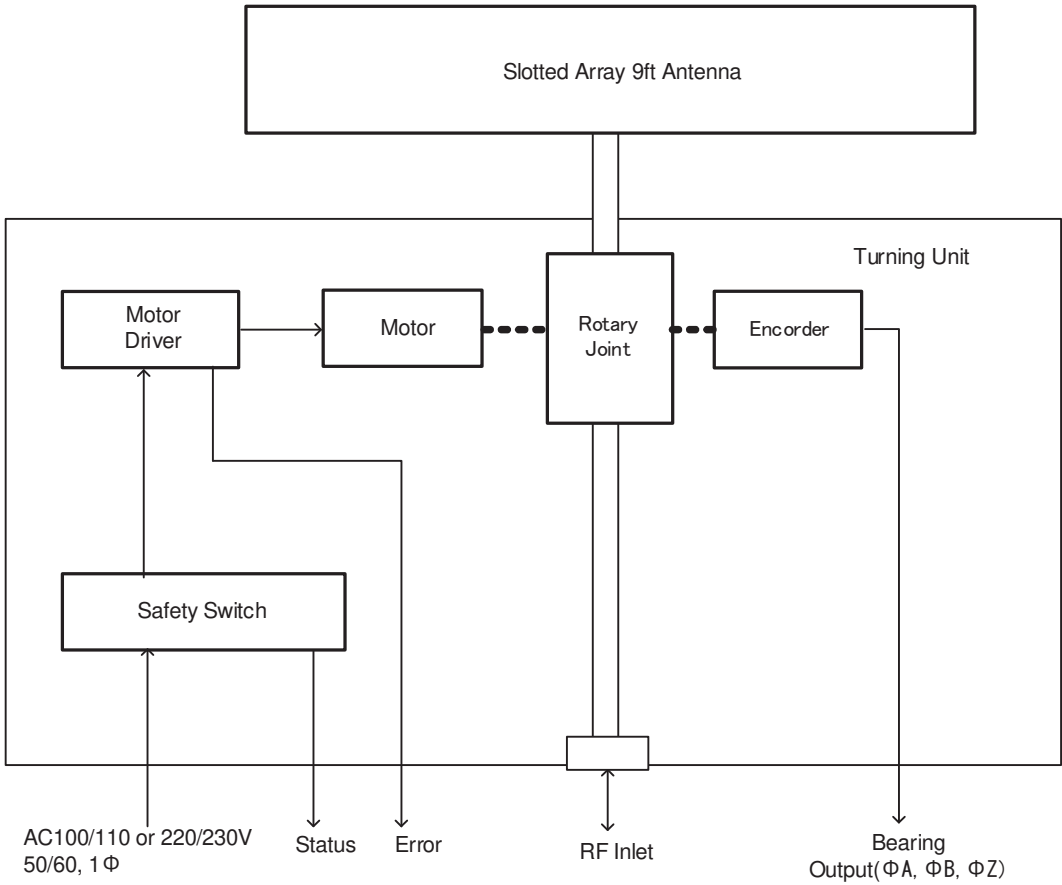 Slotted Array 9ft Antenna
Turning Unit
Motor
Driver
Motor
Rotary
Joint
Encorder
Safety Switch
AC100/110 or 220/230V
50/60, 1Φ
Status
Error
RF Inlet
Bearing
Output(ΦA, ΦB, ΦZ)